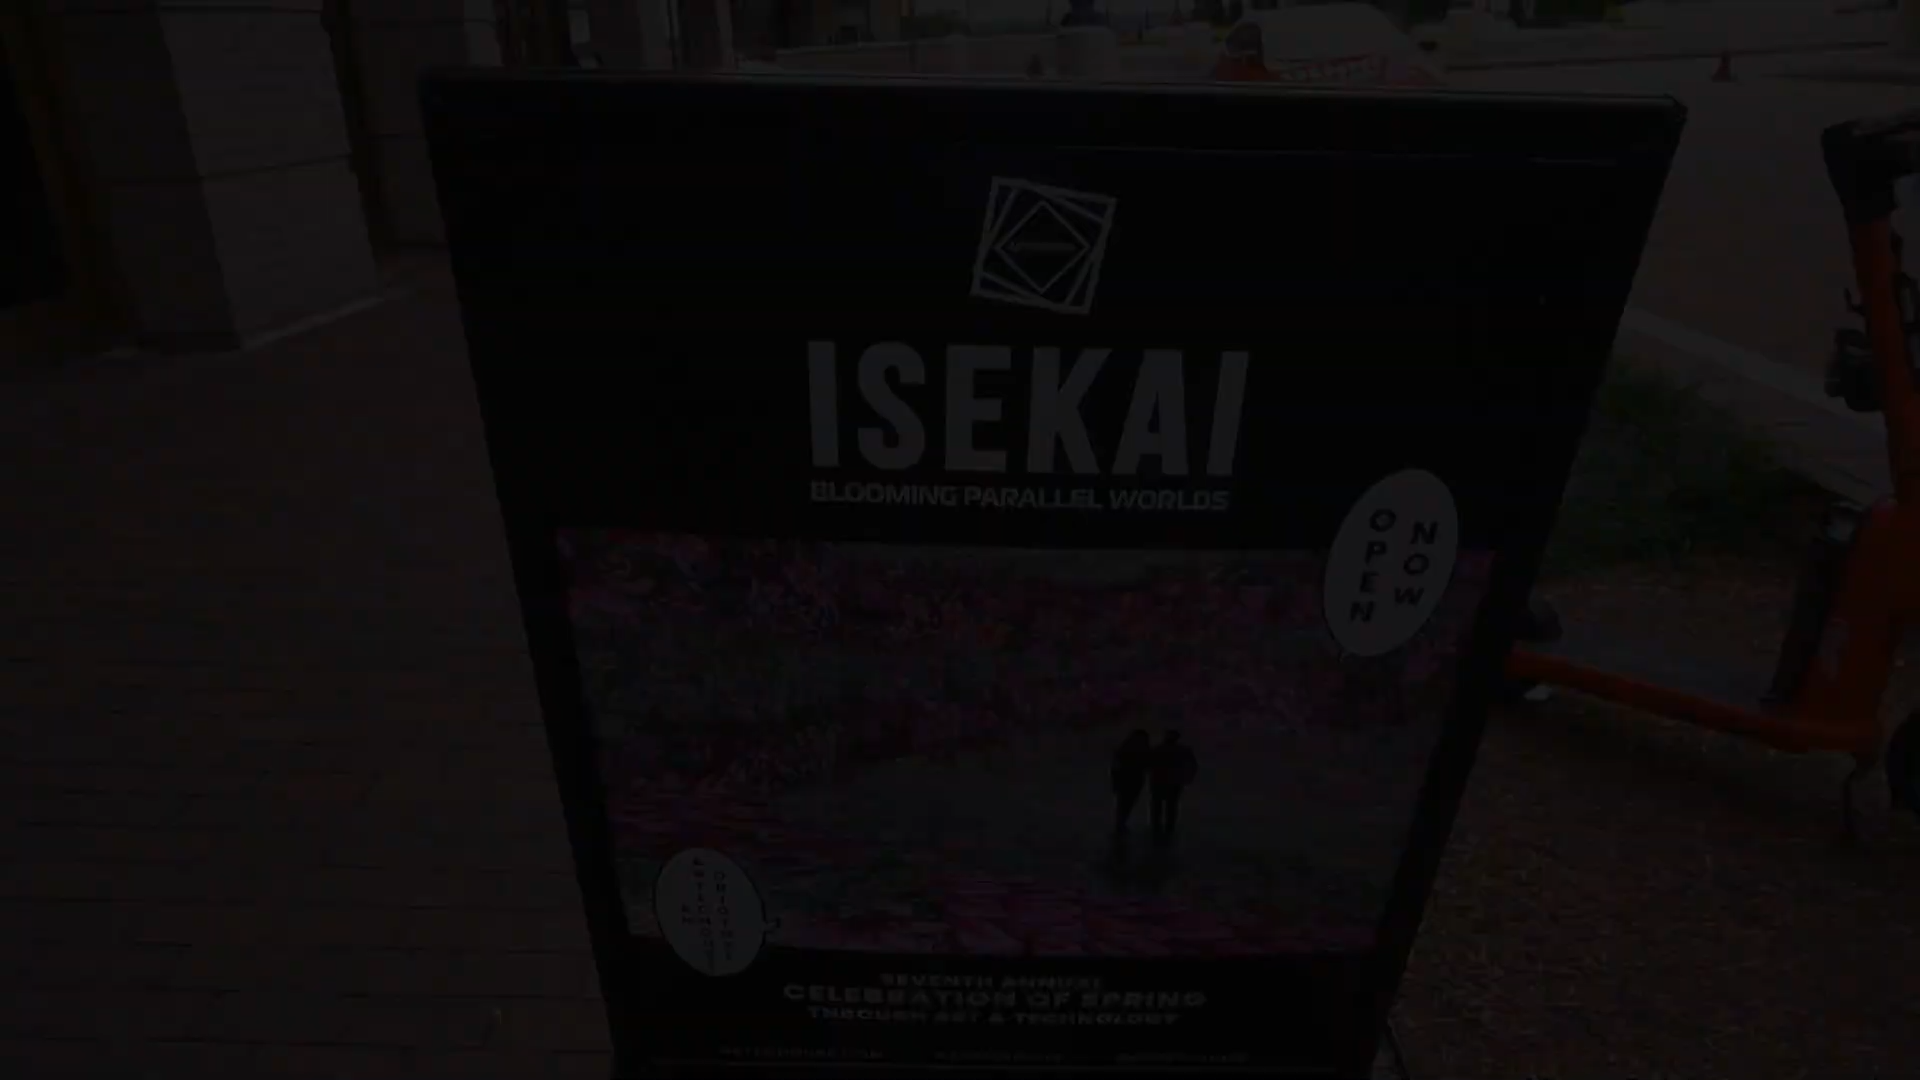 ISEKAI
BLOOMING PARALLEL WORLDS
OPEN
NOW
SEVENTH ANNUAL
CELEBRATION OF SPRING
THROUGH ART & TECHNOLOGY